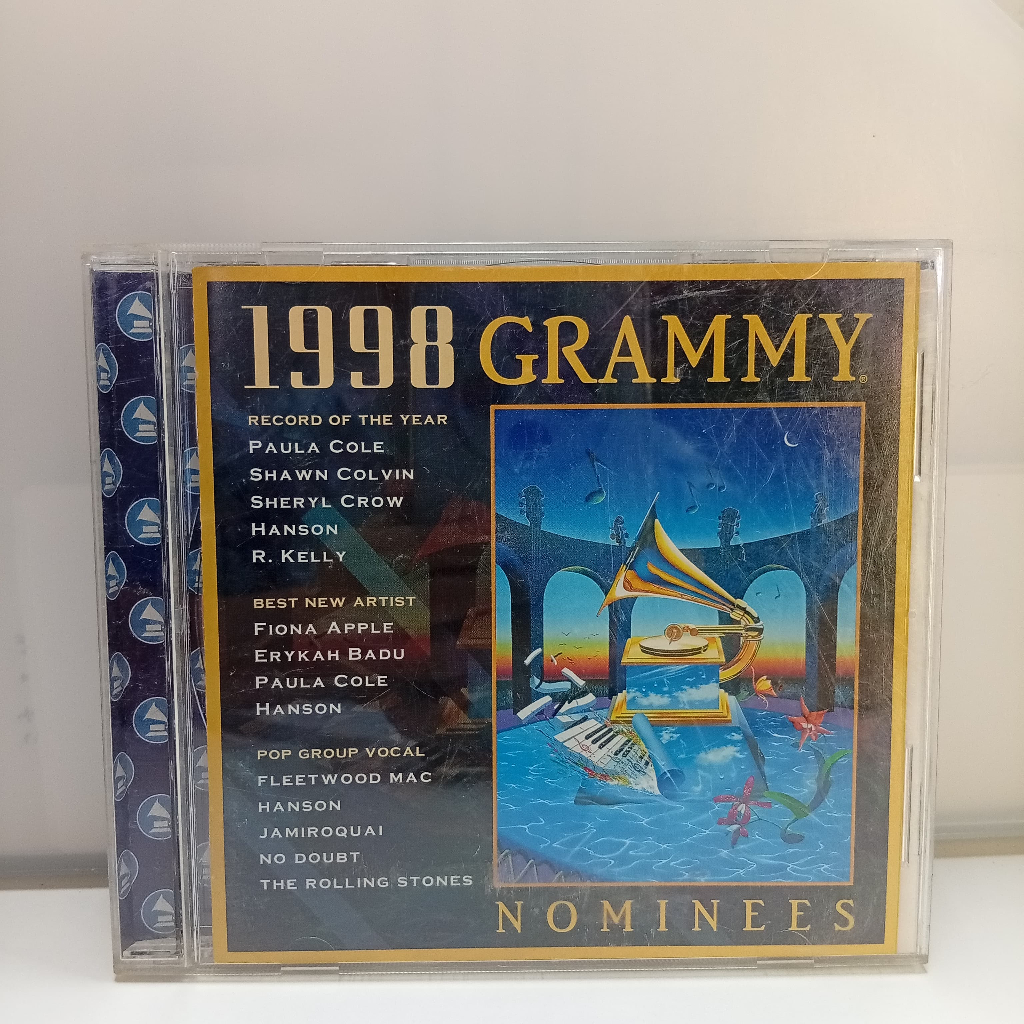 1998 GRAMMY®
RECORD OF THE YEAR
PAULA COLE
SHAWN COLVIN
SHERYL CROW
HANSON
R. KELLY
BEST NEW ARTIST
FIONA APPLE
ERYKAH BADU
PAULA COLE
HANSON
POP GROUP VOCAL
FLEETWOOD MAC
HANSON
JAMIROQUAI
NO DOUBT
THE ROLLING STONES
NOMINEES